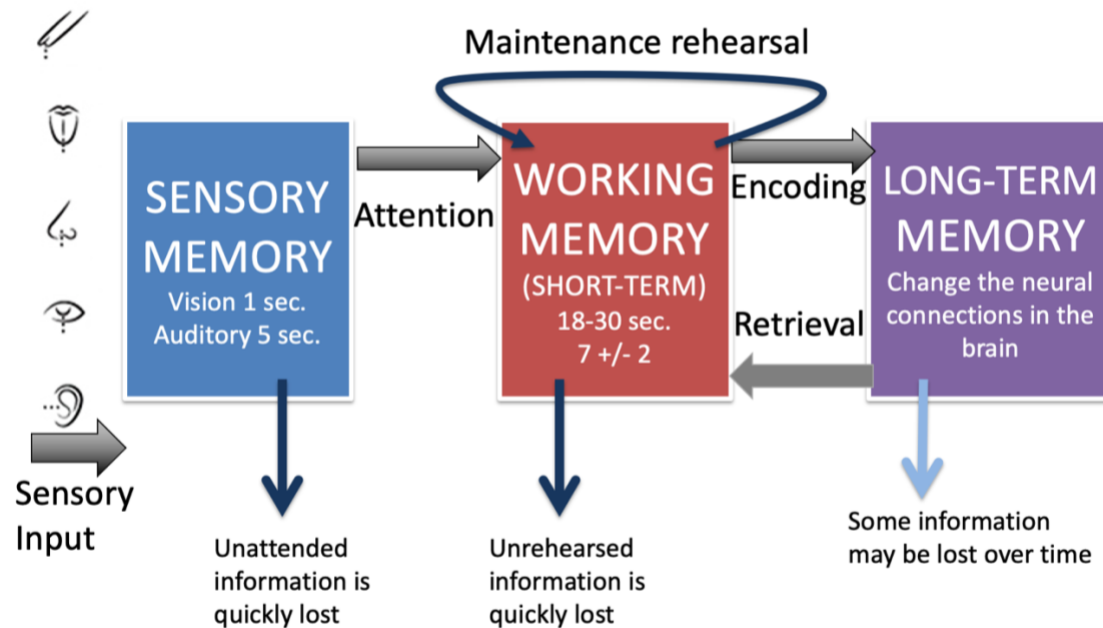 Maintenance rehearsal
SENSORY
MEMORY
Vision 1 sec.
Auditory 5 sec.
Attention
WORKING
MEMORY
(SHORT-TERM)
18-30 sec.
7 +/- 2
Encoding
Retrieval
LONG-TERM
MEMORY
Change the neural
connections in the
brain
Sensory
Input
Unattended
information is
quickly lost
Unrehearsed
information is
quickly lost
Some information
may be lost over time